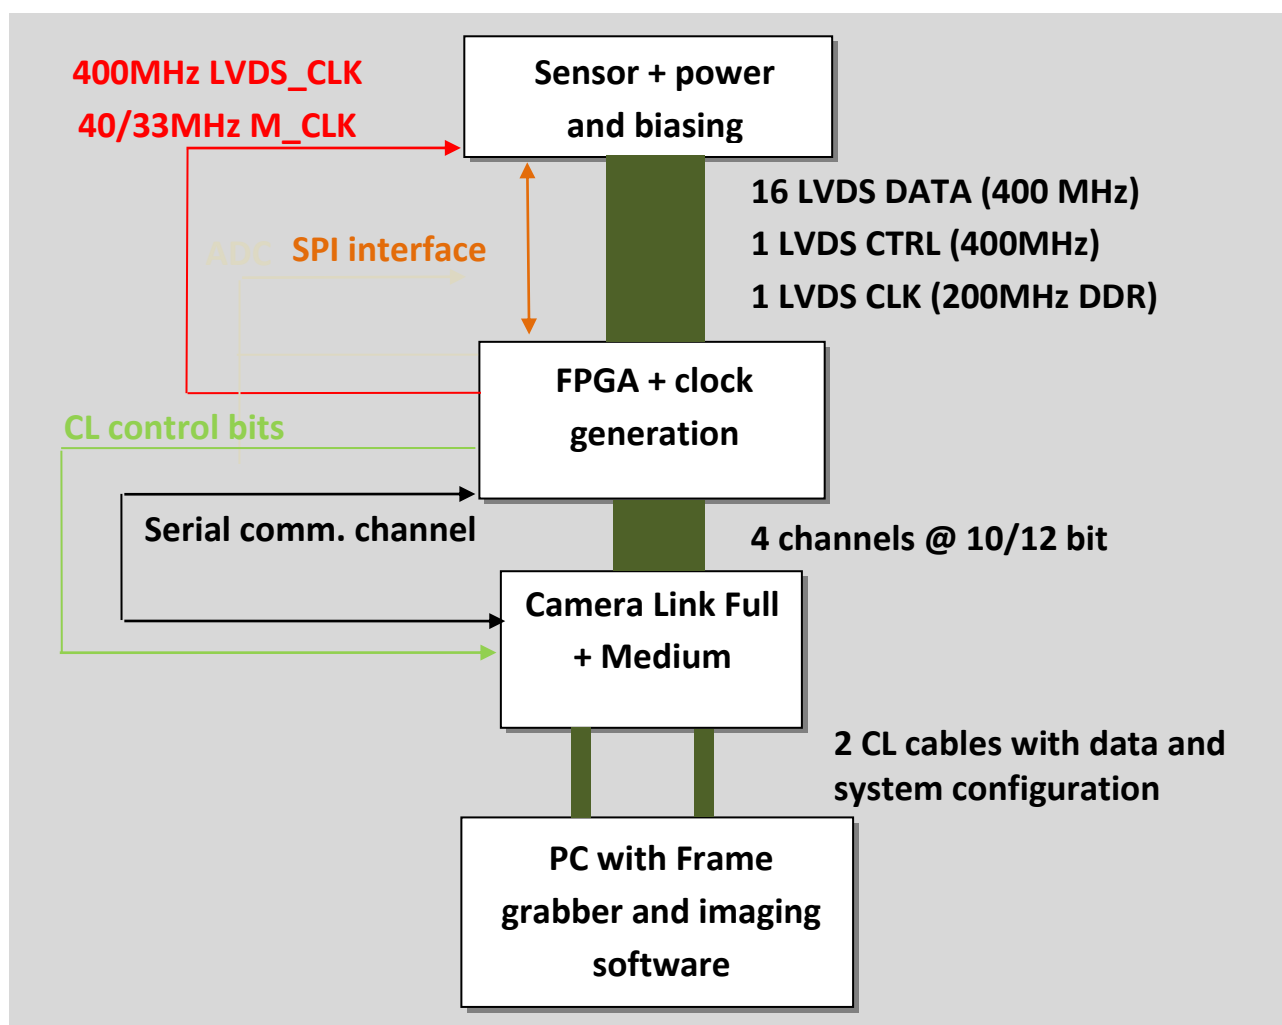 400MHz LVDS_CLK
40/33MHz M_CLK
Sensor + power
and biasing
16 LVDS DATA (400 MHz)
1 LVDS CTRL (400MHz)
1 LVDS CLK (200MHz DDR)
ADC
SPI interface
FPGA + clock
generation
CL control bits
Serial comm. channel
4 channels @ 10/12 bit
Camera Link Full
+ Medium
2 CL cables with data and
system configuration
PC with Frame
grabber and imaging
software